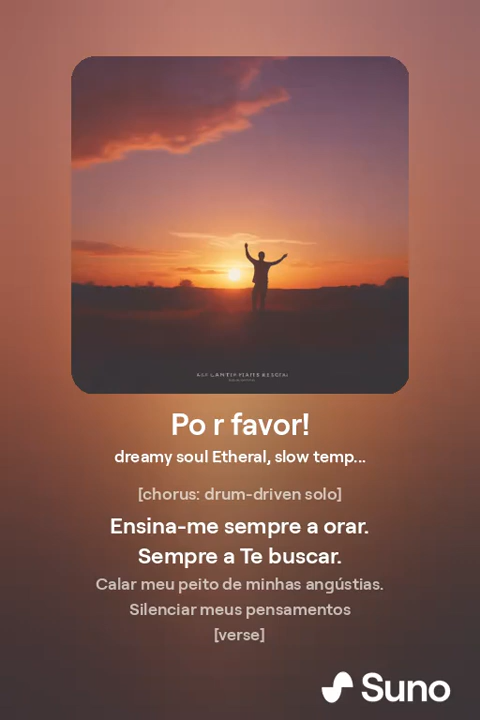 Po r favor!
dreamy soul Etheral, slow temp...
[chorus: drum-driven solo]
Ensina-me sempre a orar.
Sempre a Te buscar.
Calar meu peito de minhas angústias.
Silenciar meus pensamentos
[verse]
Suno